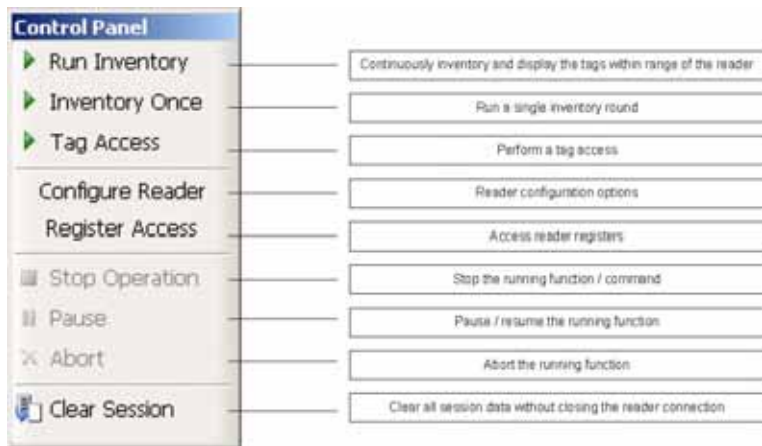 Control Panel
Run Inventory
Continuously inventory and display the tags within range of the reader
Inventory Once
Run a single inventory round
Tag Access
Perform a tag access
Configure Reader
Reader configuration options
Register Access
Access reader registers
Stop Operation
Stop the running function / command
Pause
Pause / resume the running function
Abort
Abort the running function
Clear Session
Clear all session data without closing the reader connection